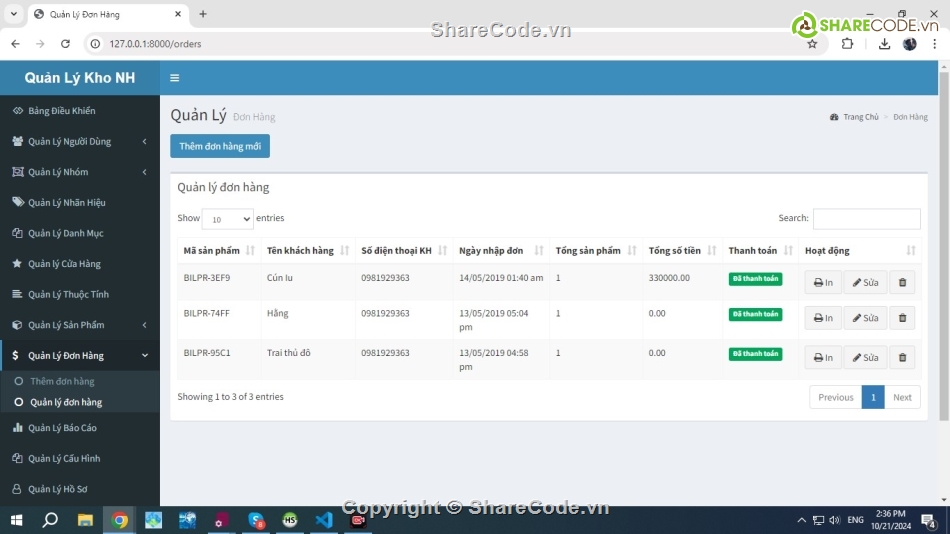 Quản Lý Đơn Hàng
ShareCode.vn
SHARECODE.vn
127.0.0.1:8000/orders
Quản Lý Kho NH
Bảng Điều Khiển
Quản Lý Người Dùng
Quản Lý Nhóm
Quản Lý Nhãn Hiệu
Quản Lý Danh Mục
Quản lý Cửa Hàng
Quản Lý Thuộc Tính
Quản Lý Sản Phẩm
Quản Lý Đơn Hàng
Thêm đơn hàng
Quản lý đơn hàng
Quản Lý Báo Cáo
Quản Lý Cấu Hình
Quản Lý Hồ Sơ
Quản Lý Đơn Hàng
Trang Chủ > Đơn Hàng
Thêm đơn hàng mới
Quản lý đơn hàng
Show 10 entries
Search:
Mã sản phẩm Tên khách hàng Số điện thoại KH Ngày nhập đơn Tổng sản phẩm Tổng số tiền Thanh toán Hoạt động
BILPR-3EF9 Cún Iu 0981929363 14/05/2019 01:40 am 1 330000.00 Đã thanh toán In Sửa
BILPR-74FF Hằng 0981929363 13/05/2019 05:04 pm 1 0.00 Đã thanh toán In Sửa
BILPR-95C1 Trai thủ đô 0981929363 13/05/2019 04:58 pm 1 0.00 Đã thanh toán In Sửa
Showing 1 to 3 of 3 entries
Previous 1 Next
Copyright © ShareCode.vn
ENG
2:36 PM
10/21/2024
4